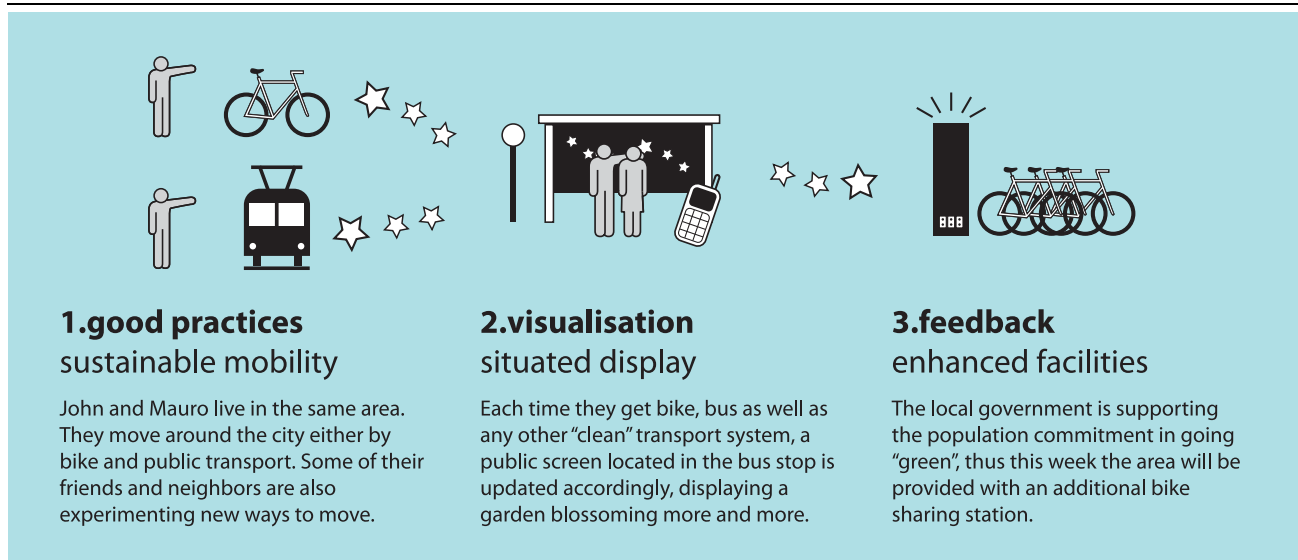 1.good practices
sustainable mobility
John and Mauro live in the same area.
They move around the city either by
bike and public transport. Some of their
friends and neighbors are also
experimenting new ways to move.
2.visualisation
situated display
Each time they get bike, bus as well as
any other “clean” transport system, a
public screen located in the bus stop is
updated accordingly, displaying a
garden blossoming more and more.
3.feedback
enhanced facilities
The local government is supporting
the population commitment in going
“green”, thus this week the area will be
provided with an additional bike
sharing station.
888